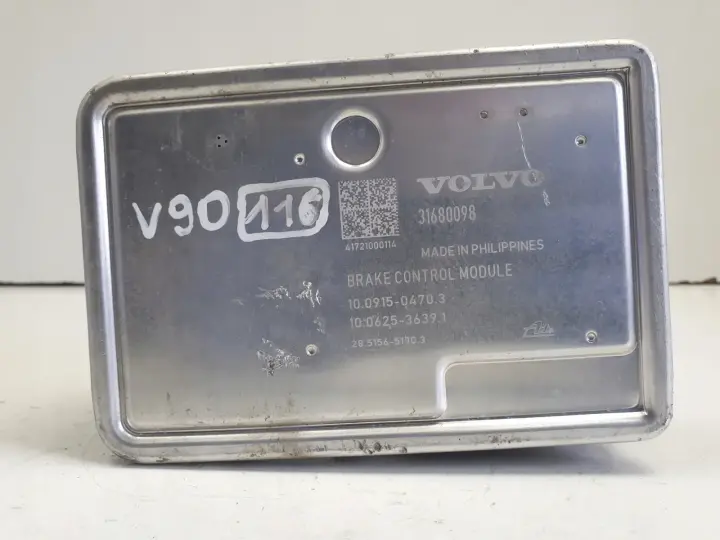 V90 116
VOLVO
31680098
41721000114
MADE IN PHILIPPINES
BRAKE CONTROL MODULE
10.0915-0470.3
10.0625-3639.1
28.5156-5170.3
Ate